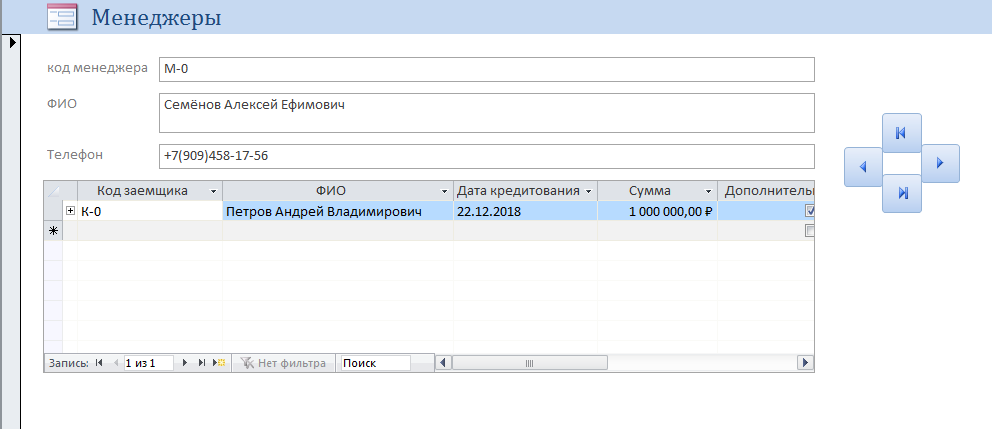 Менеджеры
код менеджера М-0
ФИО Семёнов Алексей Ефимович
Телефон +7(909)458-17-56
Код заемщика ФИО Дата кредитования Сумма Дополнитель
К-0 Петров Андрей Владимирович 22.12.2018 1 000 000,00 ₽
Запись: 1 из 1 Нет фильтра Поиск